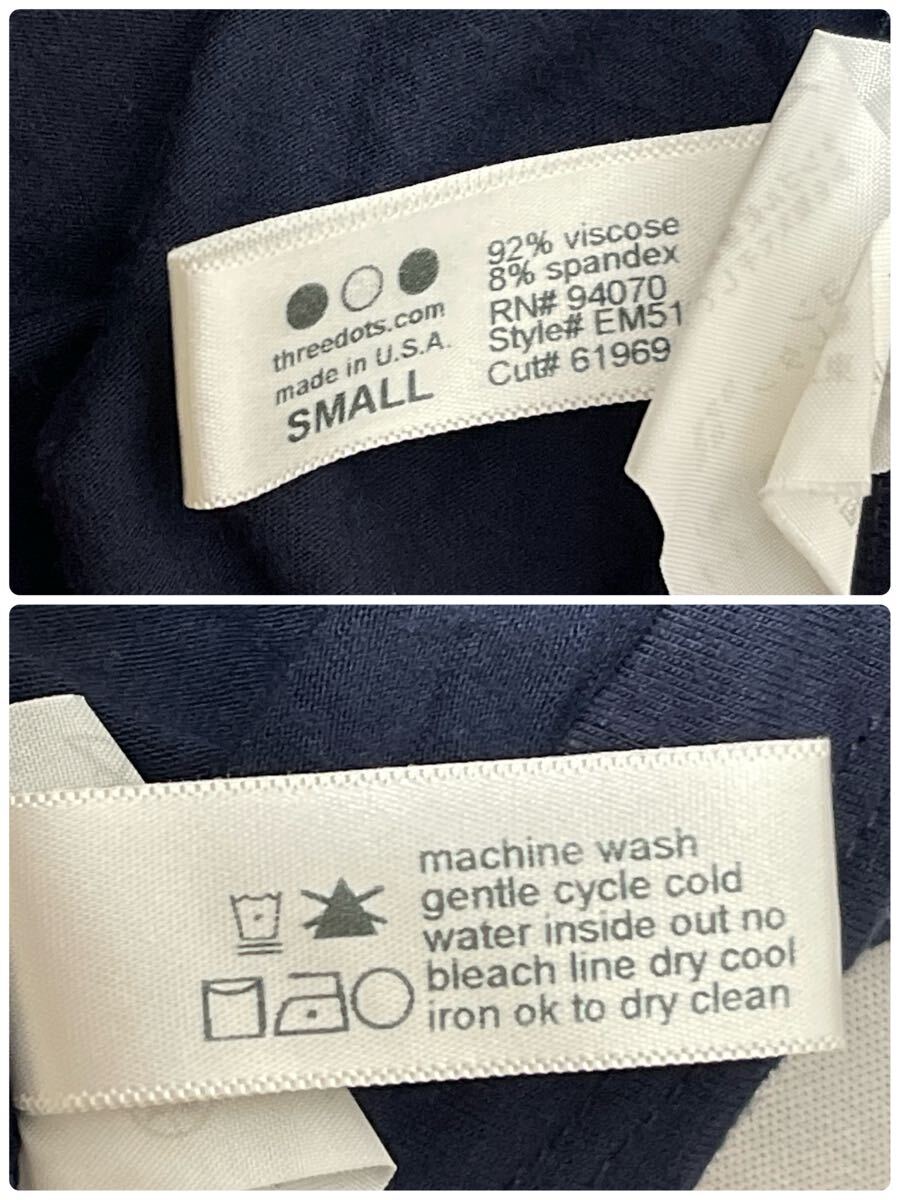 threedots.com
made in U.S.A.
SMALL
92% viscose
8% spandex
RN# 94070
Style# EM51
Cut# 61969
machine wash
gentle cycle cold
water inside out no
bleach line dry cool
iron ok to dry clean